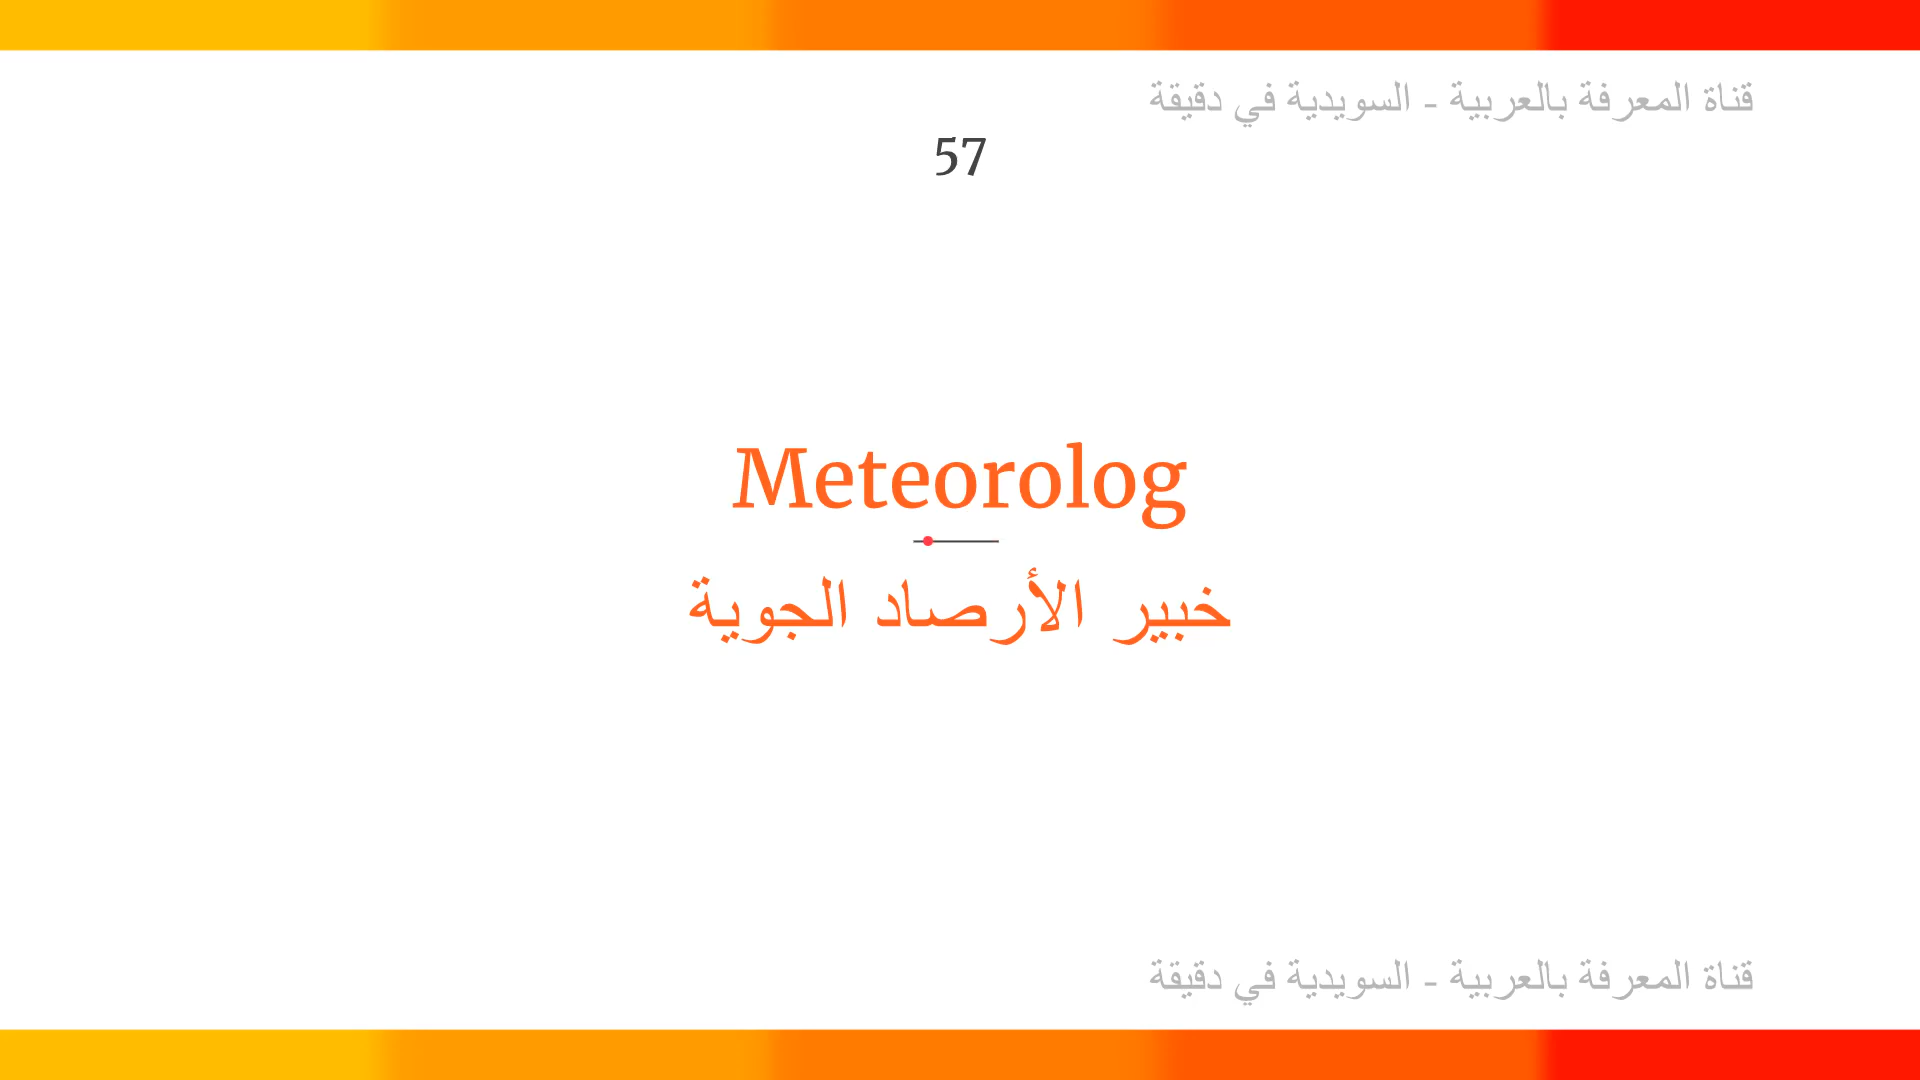 قناة المعرفة بالعربية - السويدية في دقيقة
57
Meteorolog
خبير الأرصاد الجوية
قناة المعرفة بالعربية - السويدية في دقيقة